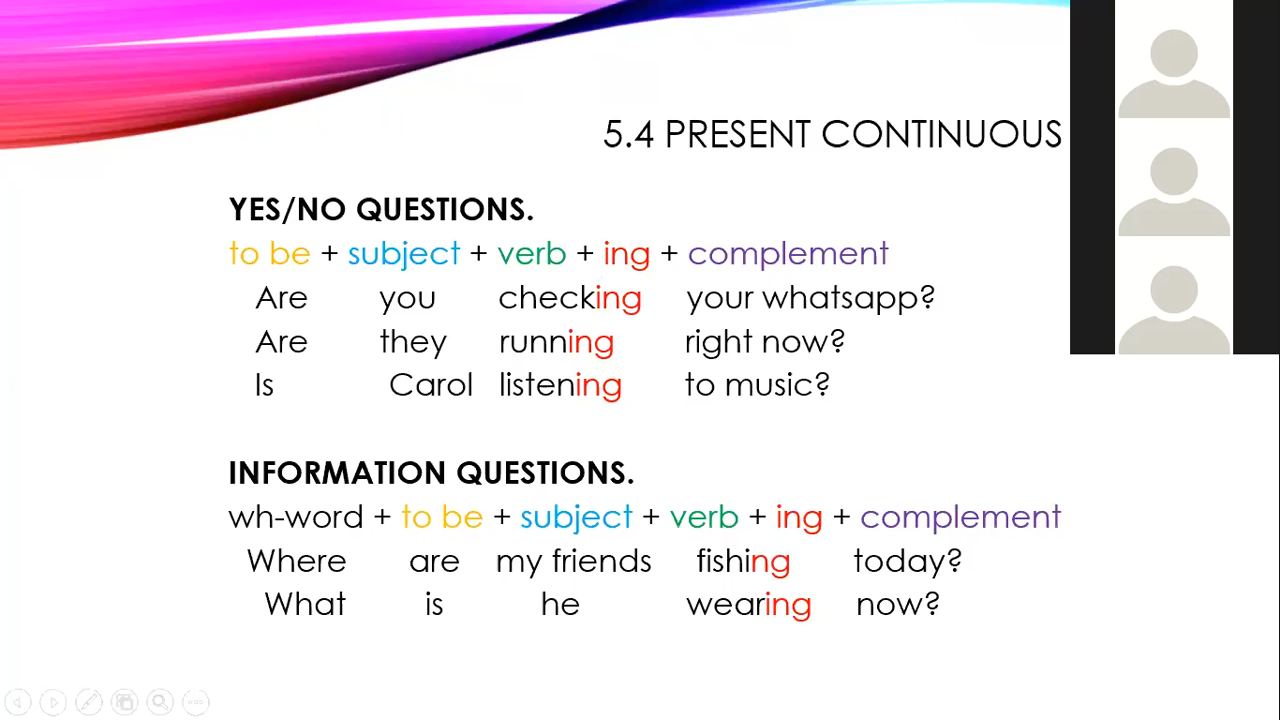 5.4 PRESENT CONTINUOUS
YES/NO QUESTIONS.
to be + subject + verb + ing + complement
Are you checking your whatsapp?
Are they running right now?
Is Carol listening to music?
INFORMATION QUESTIONS.
wh-word + to be + subject + verb + ing + complement
Where are my friends fishing today?
What is he wearing now?